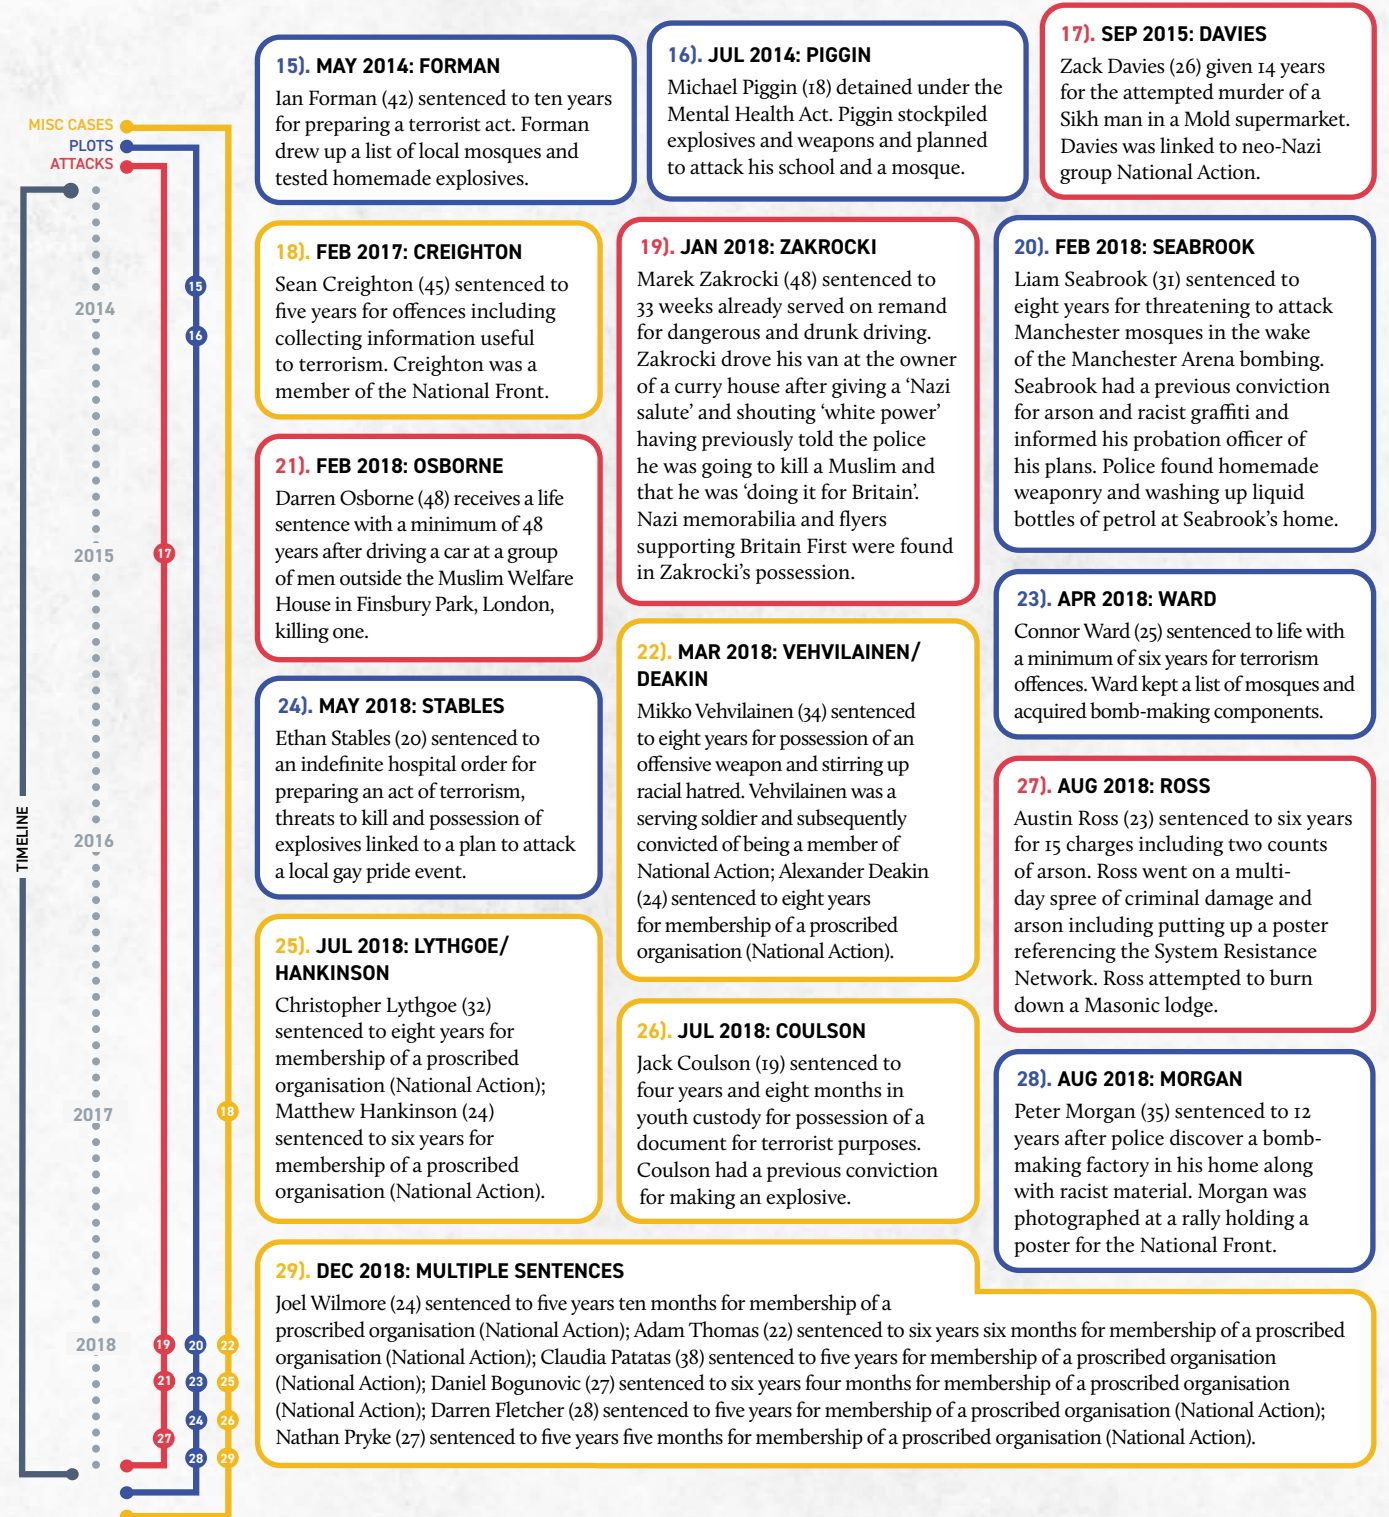 15). MAY 2014: FORMAN
Ian Forman (42) sentenced to ten years
for preparing a terrorist act. Forman
drew up a list of local mosques and
tested homemade explosives.
16). JUL 2014: PIGGIN
Michael Piggin (18) detained under the
Mental Health Act. Piggin stockpiled
explosives and weapons and planned
to attack his school and a mosque.
17). SEP 2015: DAVIES
Zack Davies (26) given 14 years
for the attempted murder of a
Sikh man in a Mold supermarket.
Davies was linked to neo-Nazi
group National Action.
MISC CASES
PLOTS
ATTACKS
TIMELINE
2014
15
16
2015
17
2016
2017
18
2018
19
20
22
21
23
25
24
26
27
28
29
18). FEB 2017: CREIGHTON
Sean Creighton (45) sentenced to
five years for offences including
collecting information useful
to terrorism. Creighton was a
member of the National Front.
19). JAN 2018: ZAKROCKI
Marek Zakrocki (48) sentenced to
33 weeks already served on remand
for dangerous and drunk driving.
Zakrocki drove his van at the owner
of a curry house after giving a ‘Nazi
salute’ and shouting ‘white power’
having previously told the police
he was going to kill a Muslim and
that he was ‘doing it for Britain’.
Nazi memorabilia and flyers
supporting Britain First were found
in Zakrocki’s possession.
20). FEB 2018: SEABROOK
Liam Seabrook (31) sentenced to
eight years for threatening to attack
Manchester mosques in the wake
of the Manchester Arena bombing.
Seabrook had a previous conviction
for arson and racist graffiti and
informed his probation officer of
his plans. Police found homemade
weaponry and washing up liquid
bottles of petrol at Seabrook’s home.
21). FEB 2018: OSBORNE
Darren Osborne (48) receives a life
sentence with a minimum of 48
years after driving a car at a group
of men outside the Muslim Welfare
House in Finsbury Park, London,
killing one.
22). MAR 2018: VEHVILAINEN/
DEAKIN
Mikko Vehvilainen (34) sentenced
to eight years for possession of an
offensive weapon and stirring up
racial hatred. Vehvilainen was a
serving soldier and subsequently
convicted of being a member of
National Action; Alexander Deakin
(24) sentenced to eight years
for membership of a proscribed
organisation (National Action).
23). APR 2018: WARD
Connor Ward (25) sentenced to life with
a minimum of six years for terrorism
offences. Ward kept a list of mosques and
acquired bomb-making components.
24). MAY 2018: STABLES
Ethan Stables (20) sentenced to
an indefinite hospital order for
preparing an act of terrorism,
threats to kill and possession of
explosives linked to a plan to attack
a local gay pride event.
25). JUL 2018: LYTHGOE/
HANKINSON
Christopher Lythgoe (32)
sentenced to eight years for
membership of a proscribed
organisation (National Action);
Matthew Hankinson (24)
sentenced to six years for
membership of a proscribed
organisation (National Action).
26). JUL 2018: COULSON
Jack Coulson (19) sentenced to
four years and eight months in
youth custody for possession of a
document for terrorist purposes.
Coulson had a previous conviction
for making an explosive.
27). AUG 2018: ROSS
Austin Ross (23) sentenced to six years
for 15 charges including two counts
of arson. Ross went on a multi-
day spree of criminal damage and
arson including putting up a poster
referencing the System Resistance
Network. Ross attempted to burn
down a Masonic lodge.
28). AUG 2018: MORGAN
Peter Morgan (35) sentenced to 12
years after police discover a bomb-
making factory in his home along
with racist material. Morgan was
photographed at a rally holding a
poster for the National Front.
29). DEC 2018: MULTIPLE SENTENCES
Joel Wilmore (24) sentenced to five years ten months for membership of a
proscribed organisation (National Action); Adam Thomas (22) sentenced to six years six months for membership of a proscribed
organisation (National Action); Claudia Patatas (38) sentenced to five years for membership of a proscribed organisation
(National Action); Daniel Bogunovic (27) sentenced to six years four months for membership of a proscribed organisation
(National Action); Darren Fletcher (28) sentenced to five years for membership of a proscribed organisation (National Action);
Nathan Pryke (27) sentenced to five years five months for membership of a proscribed organisation (National Action).